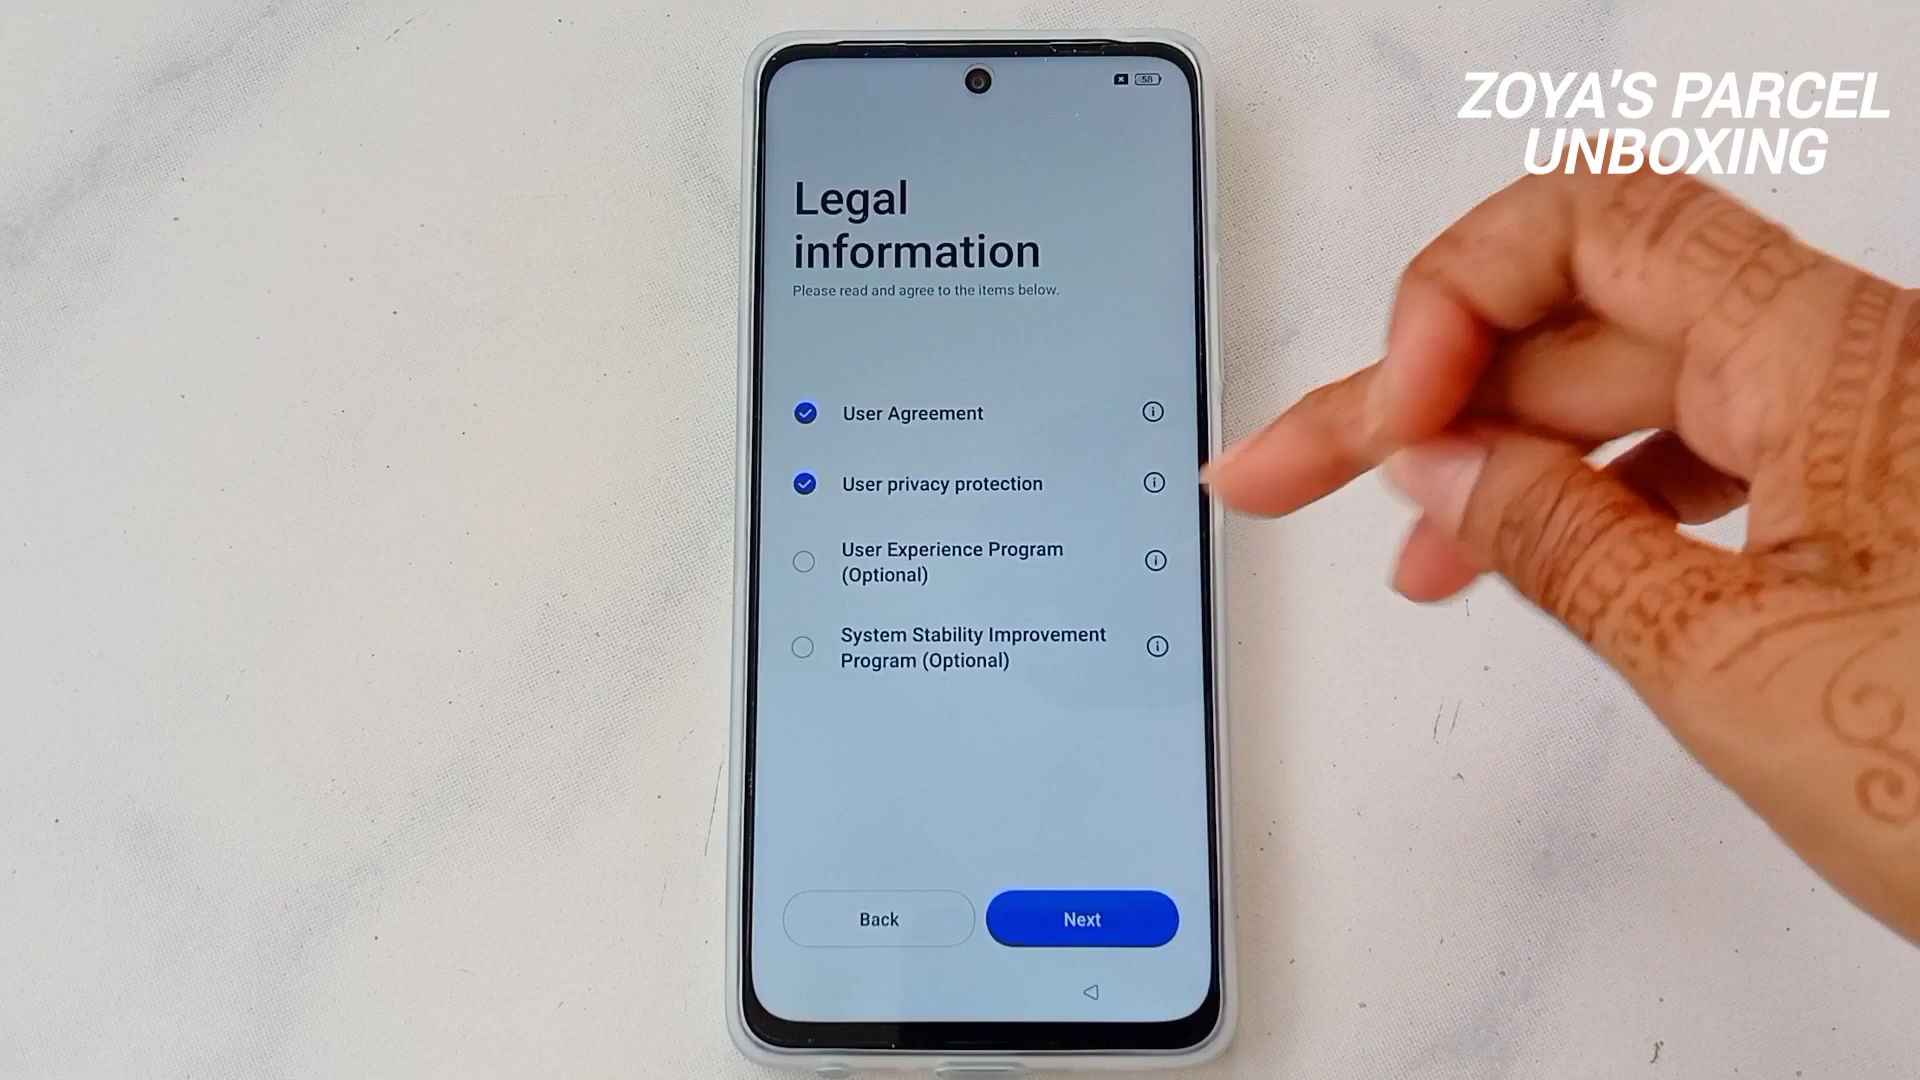 58
ZOYA'S PARCEL
UNBOXING
Legal
information
Please read and agree to the items below.
User Agreement
User privacy protection
User Experience Program
(Optional)
System Stability Improvement
Program (Optional)
Back
Next